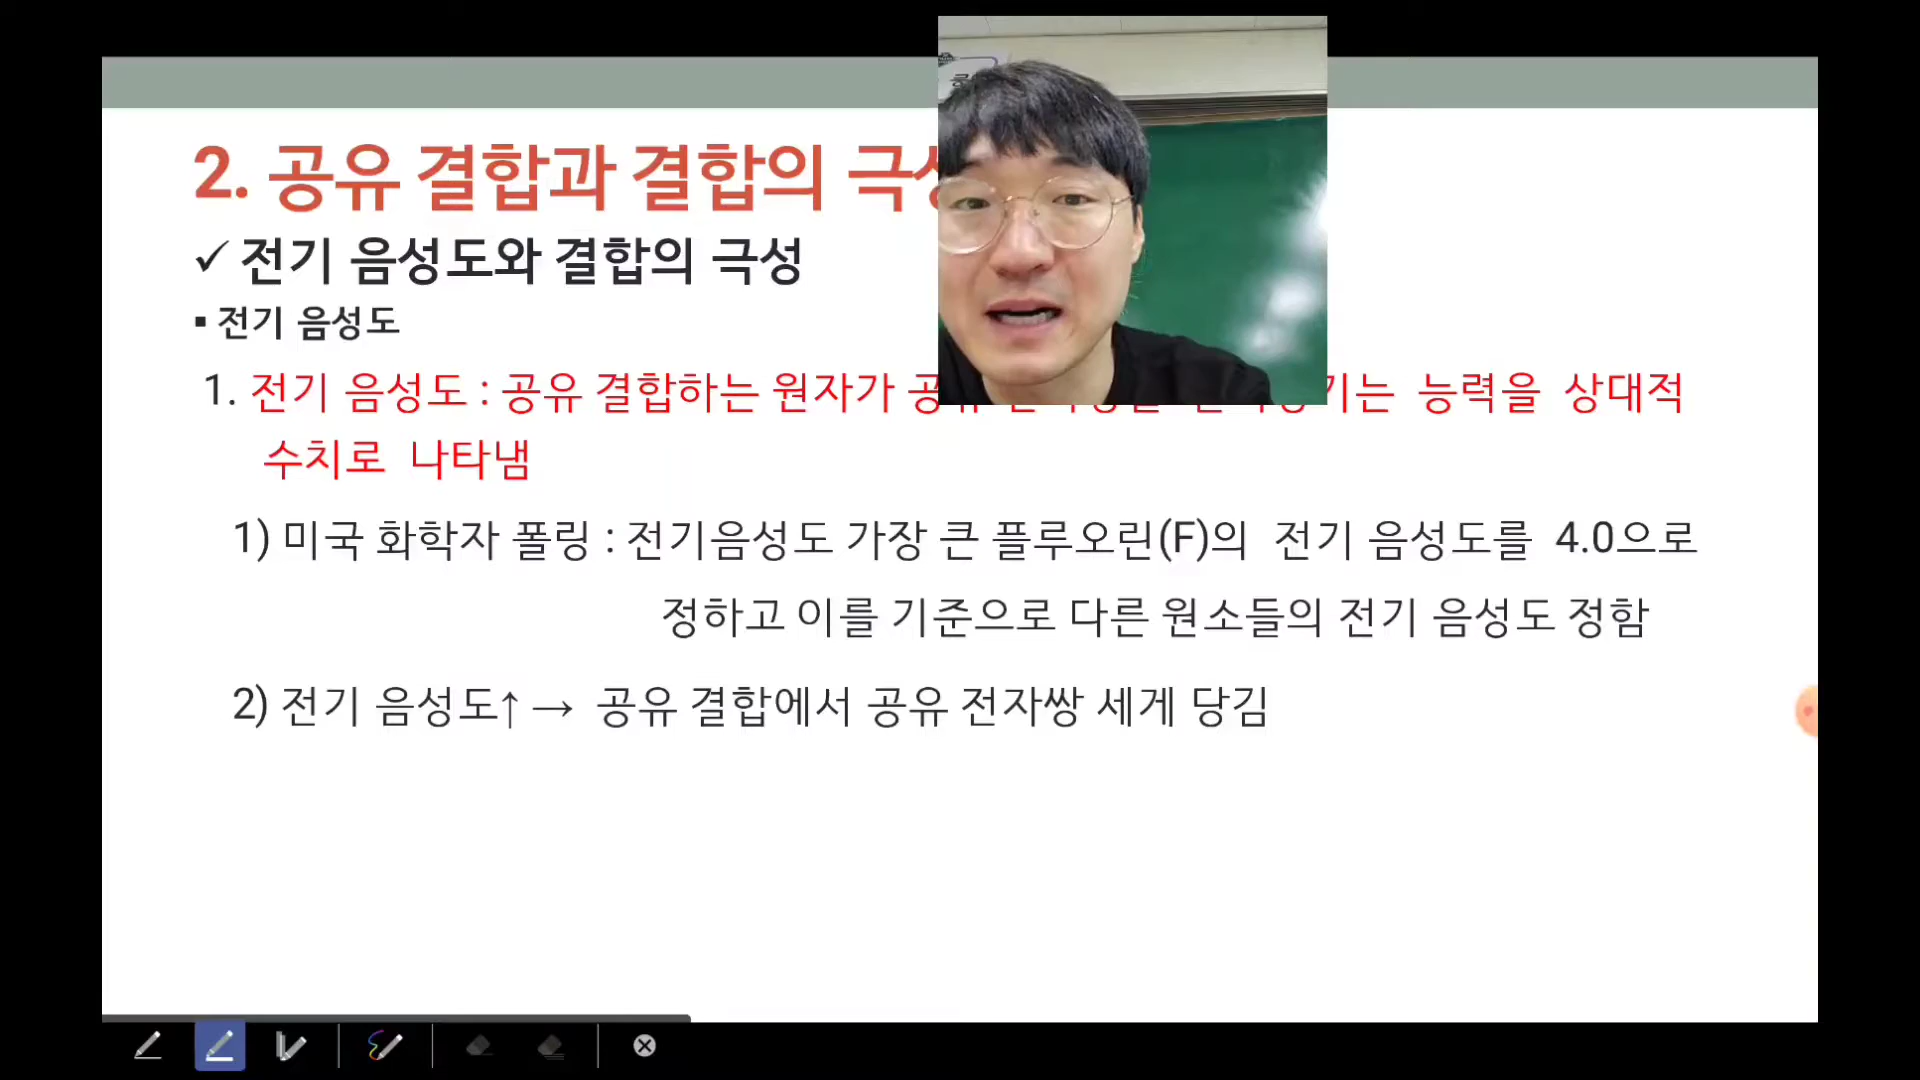 2. 공유 결합과 결합의
✓ 전기 음성도와 결합의 극성
▪ 전기 음성도
1. 전기 음성도 : 공유 결합하는 원자가 능력을 상대적
수치로 나타냄
1) 미국 화학자 폴링 : 전기음성도 가장 큰 플루오린(F)의 전기 음성도를 4.0으로
정하고 이를 기준으로 다른 원소들의 전기 음성도 정함
2) 전기 음성도↑ → 공유 결합에서 공유 전자쌍 세게 당김